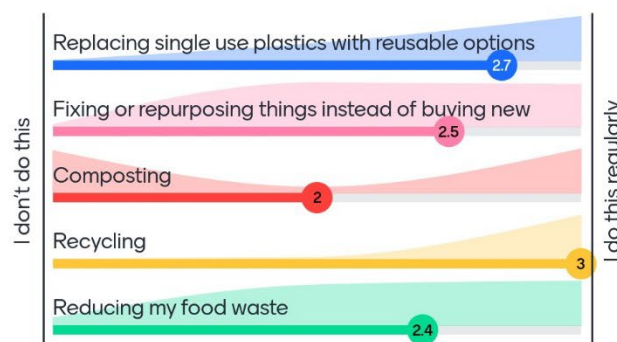 I don't do this
Replacing single use plastics with reusable options
2.7
Fixing or repurposing things instead of buying new
2.5
Composting
2
Recycling
3
Reducing my food waste
2.4
I do this regularly